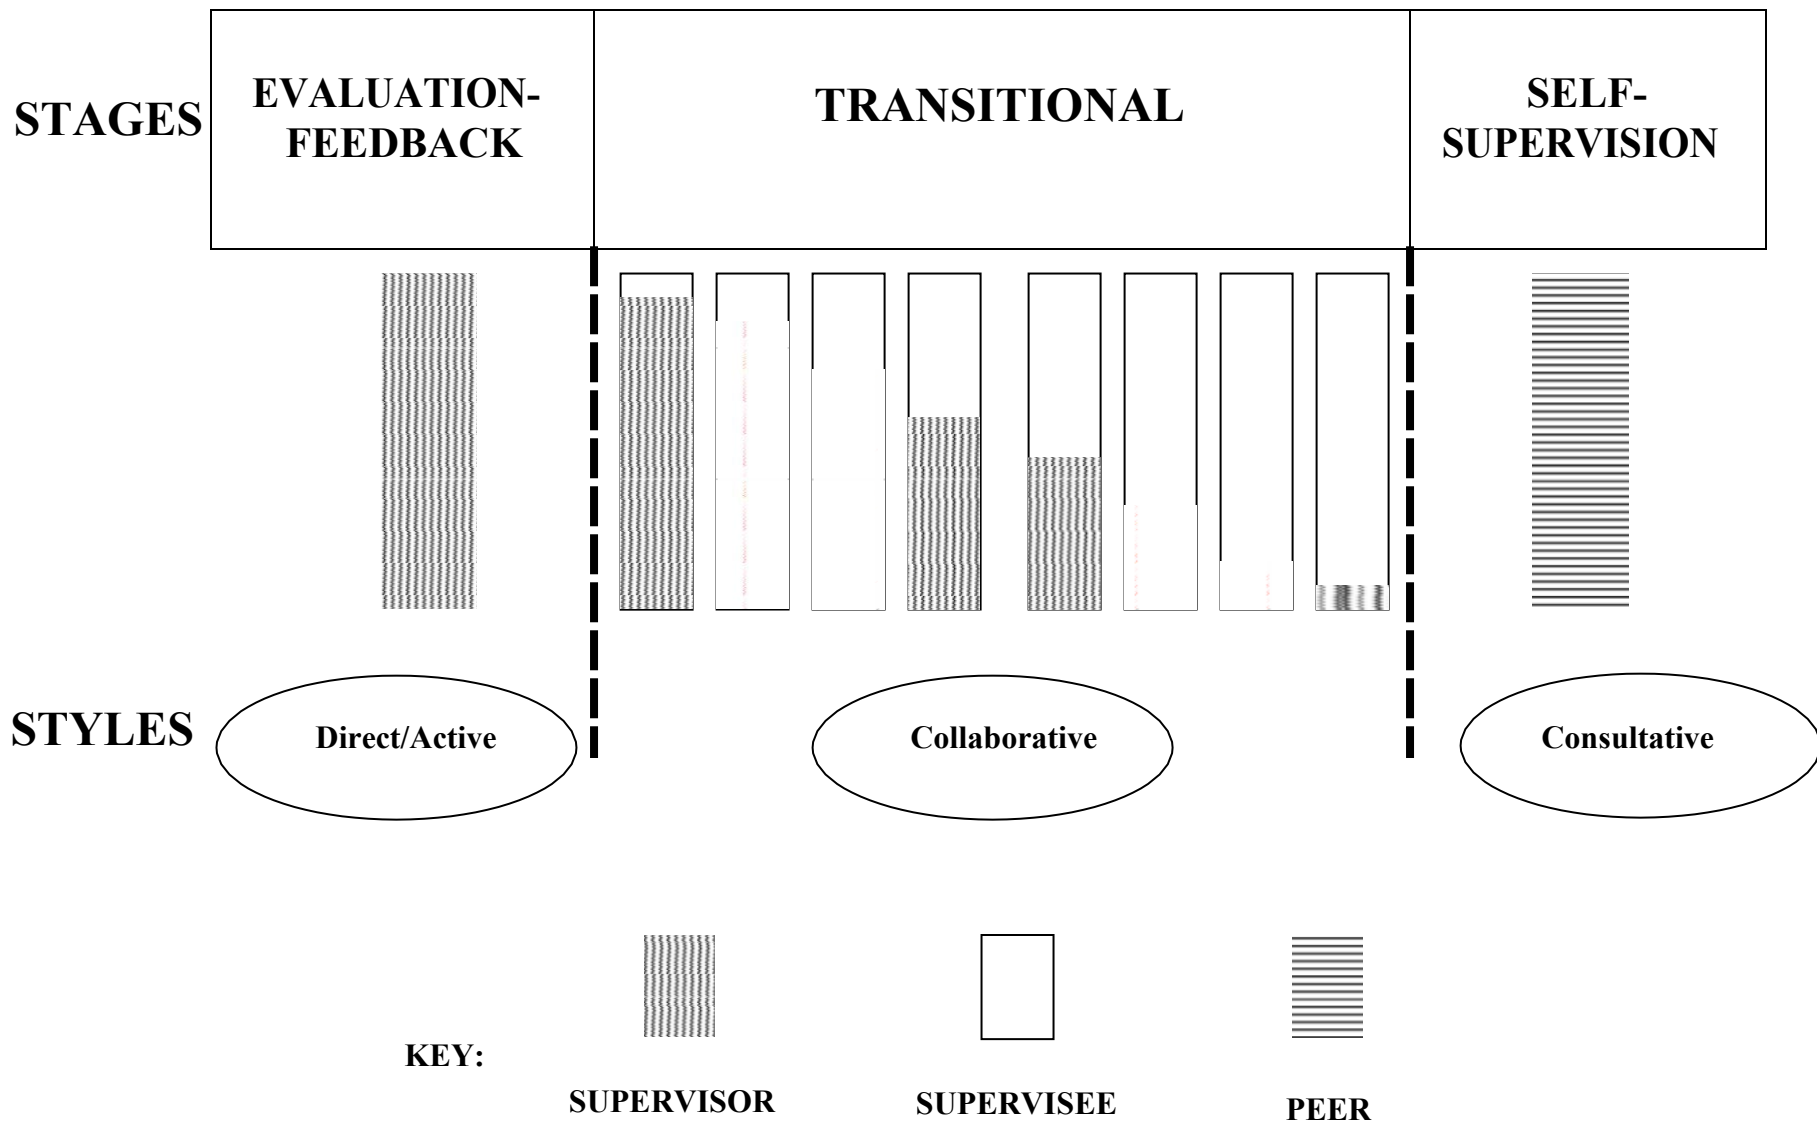 STAGES
EVALUATION-
FEEDBACK
TRANSITIONAL
SELF-
SUPERVISION
STYLES
Direct/Active
Collaborative
Consultative
KEY:
SUPERVISOR
SUPERVISEE
PEER